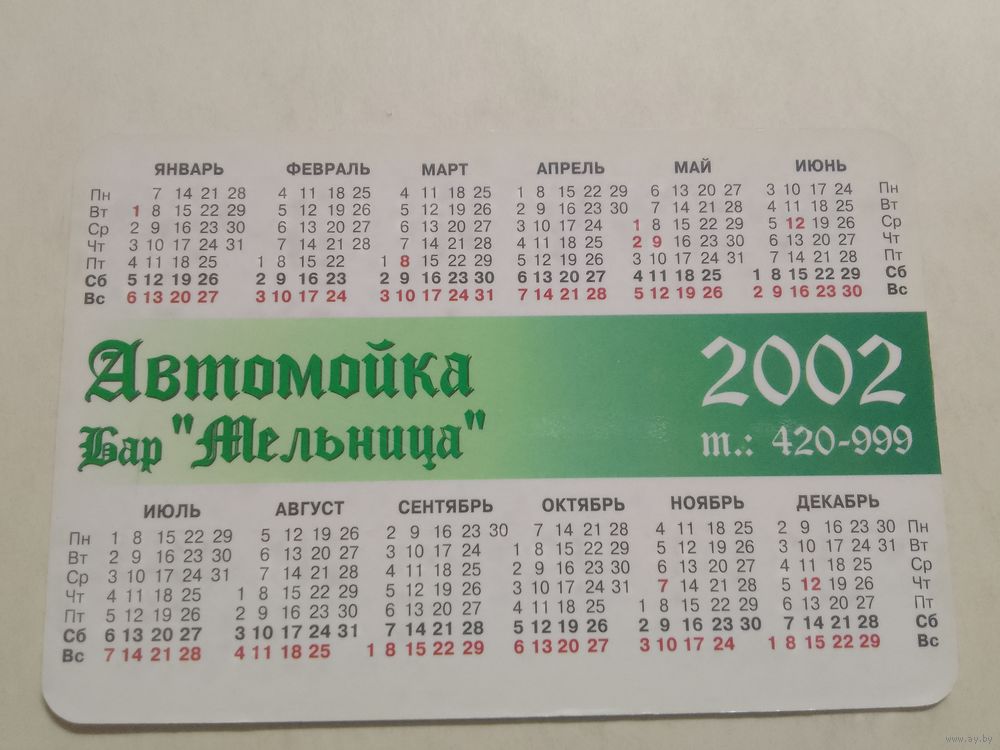 ЯНВАРЬ ФЕВРАЛЬ МАРТ АПРЕЛЬ МАЙ ИЮНЬ
Пн 7 14 21 28 4 11 18 25 4 11 18 25 1 8 15 22 29 6 13 20 27 3 10 17 24 Пн
Вт 1 8 15 22 29 5 12 19 26 5 12 19 26 2 9 16 23 30 7 14 21 28 4 11 18 25 Вт
Ср 2 9 16 23 30 6 13 20 27 6 13 20 27 3 10 17 24 1 8 15 22 29 5 12 19 26 Ср
Чт 3 10 17 24 31 7 14 21 28 7 14 21 28 4 11 18 25 2 9 16 23 30 6 13 20 27 Чт
Пт 4 11 18 25 1 8 15 22 1 8 15 22 29 5 12 19 26 3 10 17 24 31 7 14 21 28 Пт
Сб 5 12 19 26 2 9 16 23 2 9 16 23 30 6 13 20 27 4 11 18 25 1 8 15 22 29 Сб
Вс 6 13 20 27 3 10 17 24 3 10 17 24 31 7 14 21 28 5 12 19 26 2 9 16 23 30 Вс
Автомойка 2002
Бар "Мельница" т.: 420-999
ИЮЛЬ АВГУСТ СЕНТЯБРЬ ОКТЯБРЬ НОЯБРЬ ДЕКАБРЬ
Пн 1 8 15 22 29 5 12 19 26 2 9 16 23 30 7 14 21 28 4 11 18 25 2 9 16 23 30 Пн
Вт 2 9 16 23 30 6 13 20 27 3 10 17 24 1 8 15 22 29 5 12 19 26 3 10 17 24 31 Вт
Ср 3 10 17 24 31 7 14 21 28 4 11 18 25 2 9 16 23 30 6 13 20 27 4 11 18 25 Ср
Чт 4 11 18 25 1 8 15 22 29 5 12 19 26 3 10 17 24 31 7 14 21 28 5 12 19 26 Чт
Пт 5 12 19 26 2 9 16 23 30 6 13 20 27 4 11 18 25 1 8 15 22 29 6 13 20 27 Пт
Сб 6 13 20 27 3 10 17 24 31 7 14 21 28 5 12 19 26 2 9 16 23 30 7 14 21 28 Сб
Вс 7 14 21 28 4 11 18 25 1 8 15 22 29 6 13 20 27 3 10 17 24 1 8 15 22 29 Вс
www.ay.by